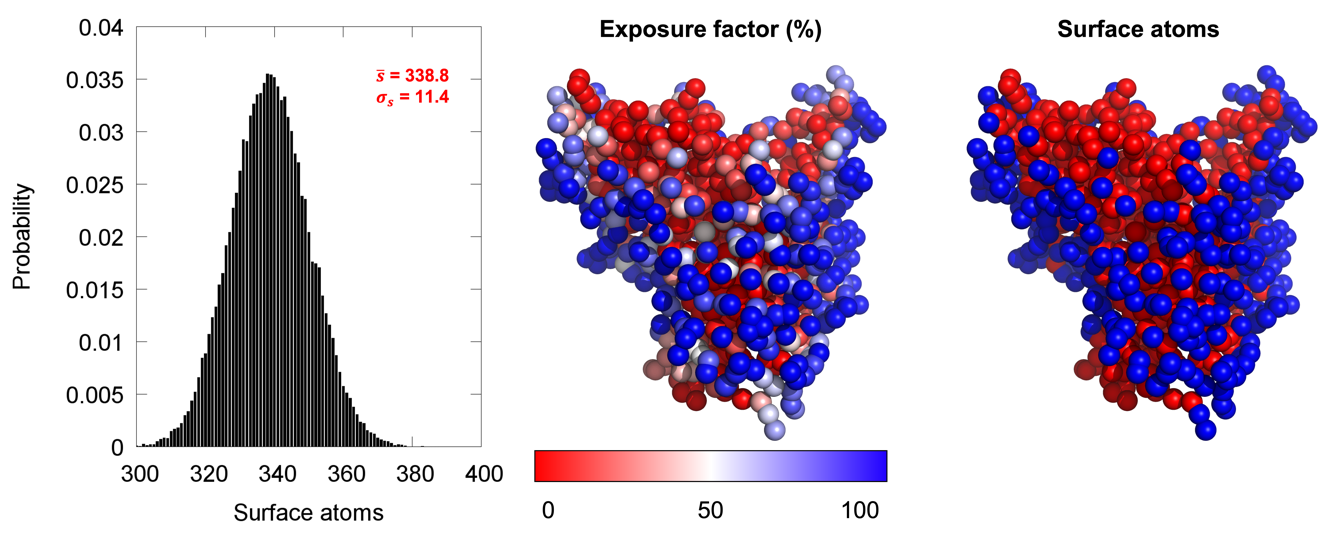 0.04
0.035
0.03
0.025
0.02
0.015
0.01
0.005
0
300 320 340 360 380 400
Probability
Surface atoms
s̄ = 338.8
σₛ = 11.4
Exposure factor (%)
0 50 100
Surface atoms